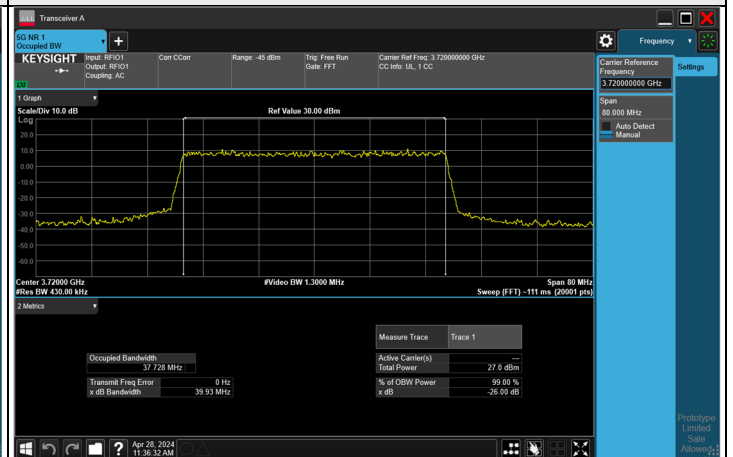 Transceiver A
5G NR 1
Occupied BW
Frequency
KEYSIGHT
LXI
Input: RFIO1
Output: RFIO1
Coupling: AC
Corr CCorr
Range: -45 dBm
Trig: Free Run
Gate: FFT
Carrier Ref Freq: 3.720000000 GHz
CC Info: UL, 1 CC
Carrier Reference
Frequency
3.720000000 GHz
Settings
Span
80.000 MHz
Auto Detect
Manual
1 Graph
Scale/Div 10.0 dB
Ref Value 30.00 dBm
Log
20.0
10.0
0.00
-10.0
-20.0
-30.0
-40.0
-50.0
-60.0
Center 3.72000 GHz
#Video BW 1.3000 MHz
Span 80 MHz
#Res BW 430.00 kHz
Sweep (FFT) ~111 ms (20001 pts)
2 Metrics
Measure Trace
Trace 1
Occupied Bandwidth
37.728 MHz
Active Carrier(s)
---
Total Power
27.0 dBm
Transmit Freq Error
0 Hz
x dB Bandwidth
39.93 MHz
% of OBW Power
99.00 %
x dB
-26.00 dB
Prototype
Limited
Sale
Allowed
?
Apr 28, 2024
11:36:32 AM